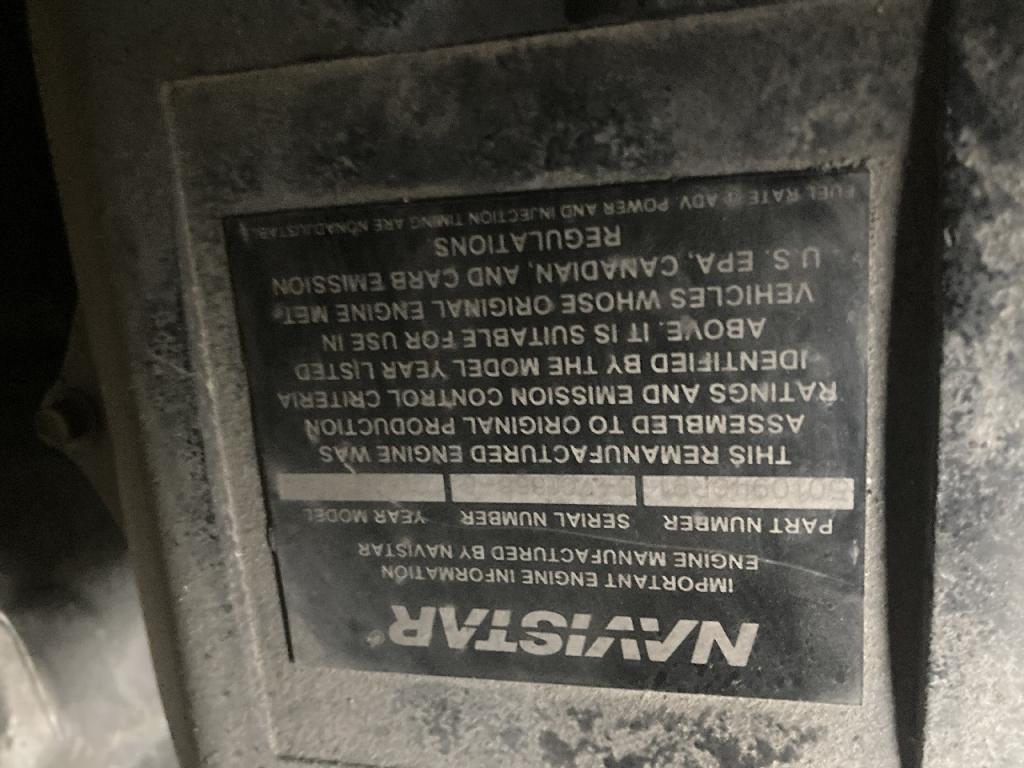 NAVISTAR®
IMPORTANT ENGINE INFORMATION
ENGINE MANUFACTURED BY NAVISTAR
PART NUMBER SERIAL NUMBER YEAR MODEL
THIS REMANUFACTURED ENGINE WAS
ASSEMBLED TO ORIGINAL PRODUCTION
RATINGS AND EMISSION CONTROL CRITERIA
IDENTIFIED BY THE MODEL YEAR LISTED
ABOVE. IT IS SUITABLE FOR USE IN
VEHICLES WHOSE ORIGINAL ENGINE MET
U.S. EPA, CANADIAN, AND CARB EMISSION
REGULATIONS
FUEL RATE @ ADV. POWER AND INJECTION TIMING ARE NONADJUSTABLE